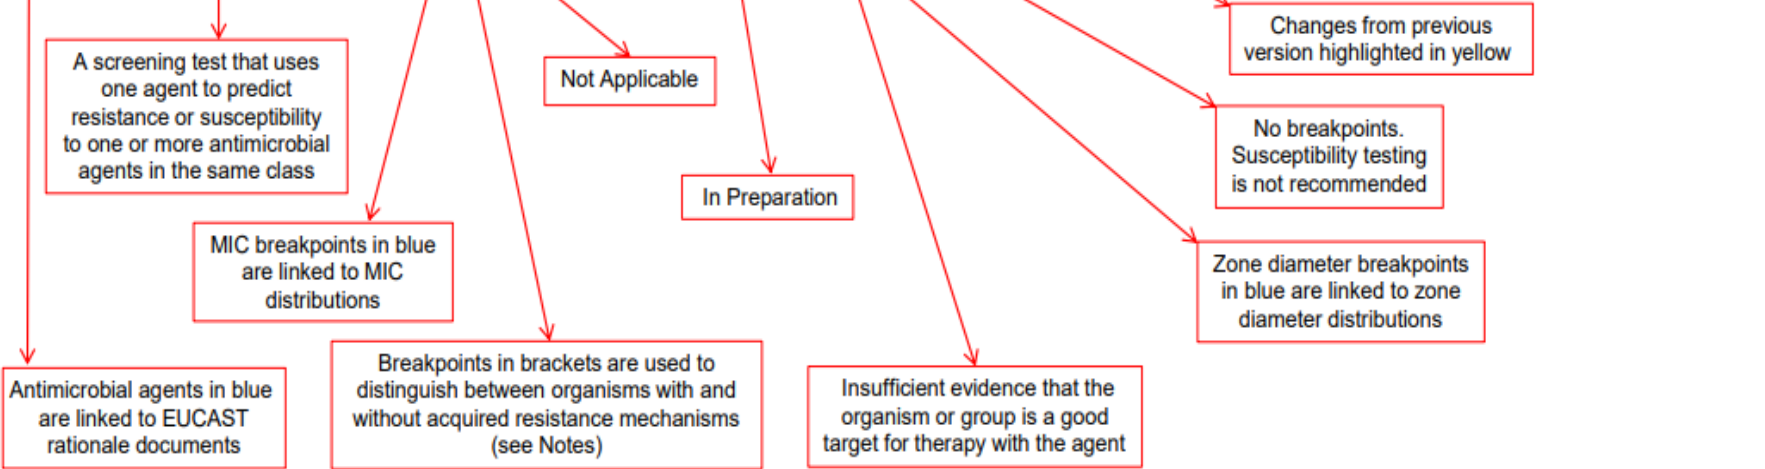 Changes from previous
version highlighted in yellow
A screening test that uses
one agent to predict
resistance or susceptibility
to one or more antimicrobial
agents in the same class
Not Applicable
No breakpoints.
Susceptibility testing
is not recommended
In Preparation
MIC breakpoints in blue
are linked to MIC
distributions
Zone diameter breakpoints
in blue are linked to zone
diameter distributions
Antimicrobial agents in blue
are linked to EUCAST
rationale documents
Breakpoints in brackets are used to
distinguish between organisms with and
without acquired resistance mechanisms
(see Notes)
Insufficient evidence that the
organism or group is a good
target for therapy with the agent